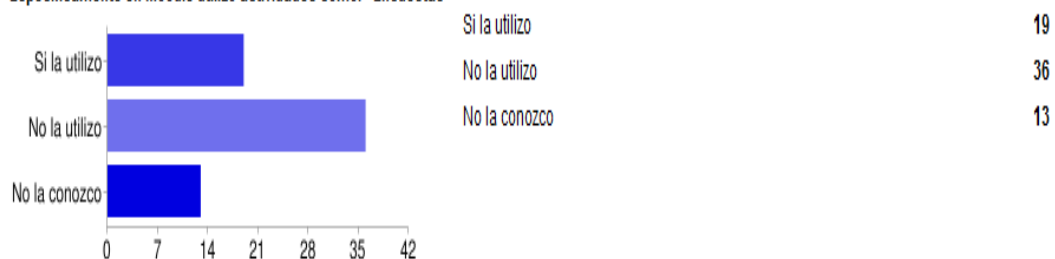 Si la utilizo
No la utilizo
No la conozco
0 7 14 21 28 35 42
Si la utilizo 19
No la utilizo 36
No la conozco 13